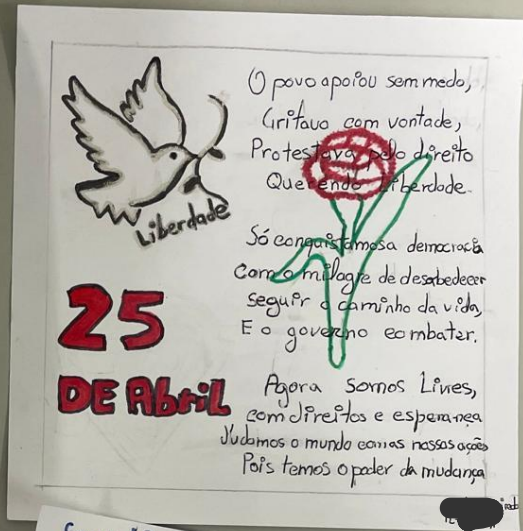 Liberdade
25
DE Abril
O povo apoiou sem medo,
Gritava com vontade,
Protestava pelo direito
Querendo liberdade.
Só conquistamos a democracia
Com o milagre de desobedecer
seguir o caminho da vida,
E o governo combater.
Agora somos Livres,
com direitos e esperança
Judamos o mundo com as nossas ações
Pois temos o poder da mudança